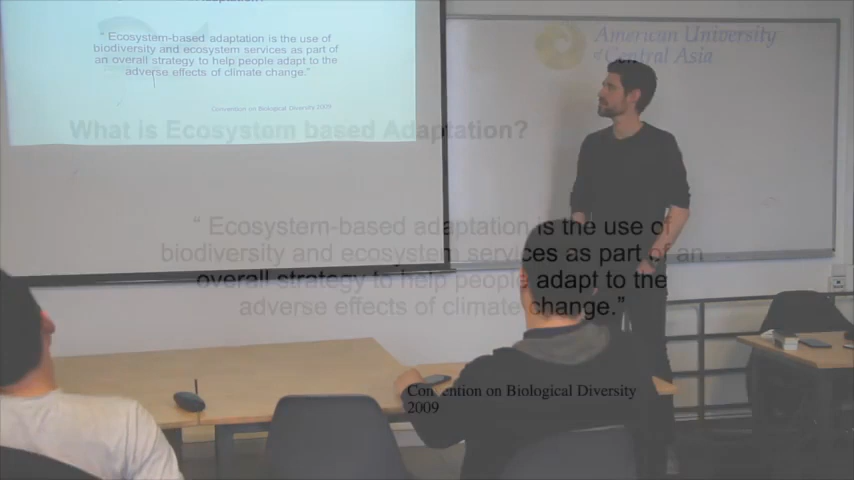 “ Ecosystem-based adaptation is the use of
biodiversity and ecosystem services as part of
an overall strategy to help people adapt to the
adverse effects of climate change.”
Convention on Biological Diversity 2009
American University
of Central Asia
What is Ecosystem based Adaptation?
“ Ecosystem-based adaptation is the use of
biodiversity and ecosystem services as part of an
overall strategy to help people adapt to the
adverse effects of climate change.”
Convention on Biological Diversity
2009